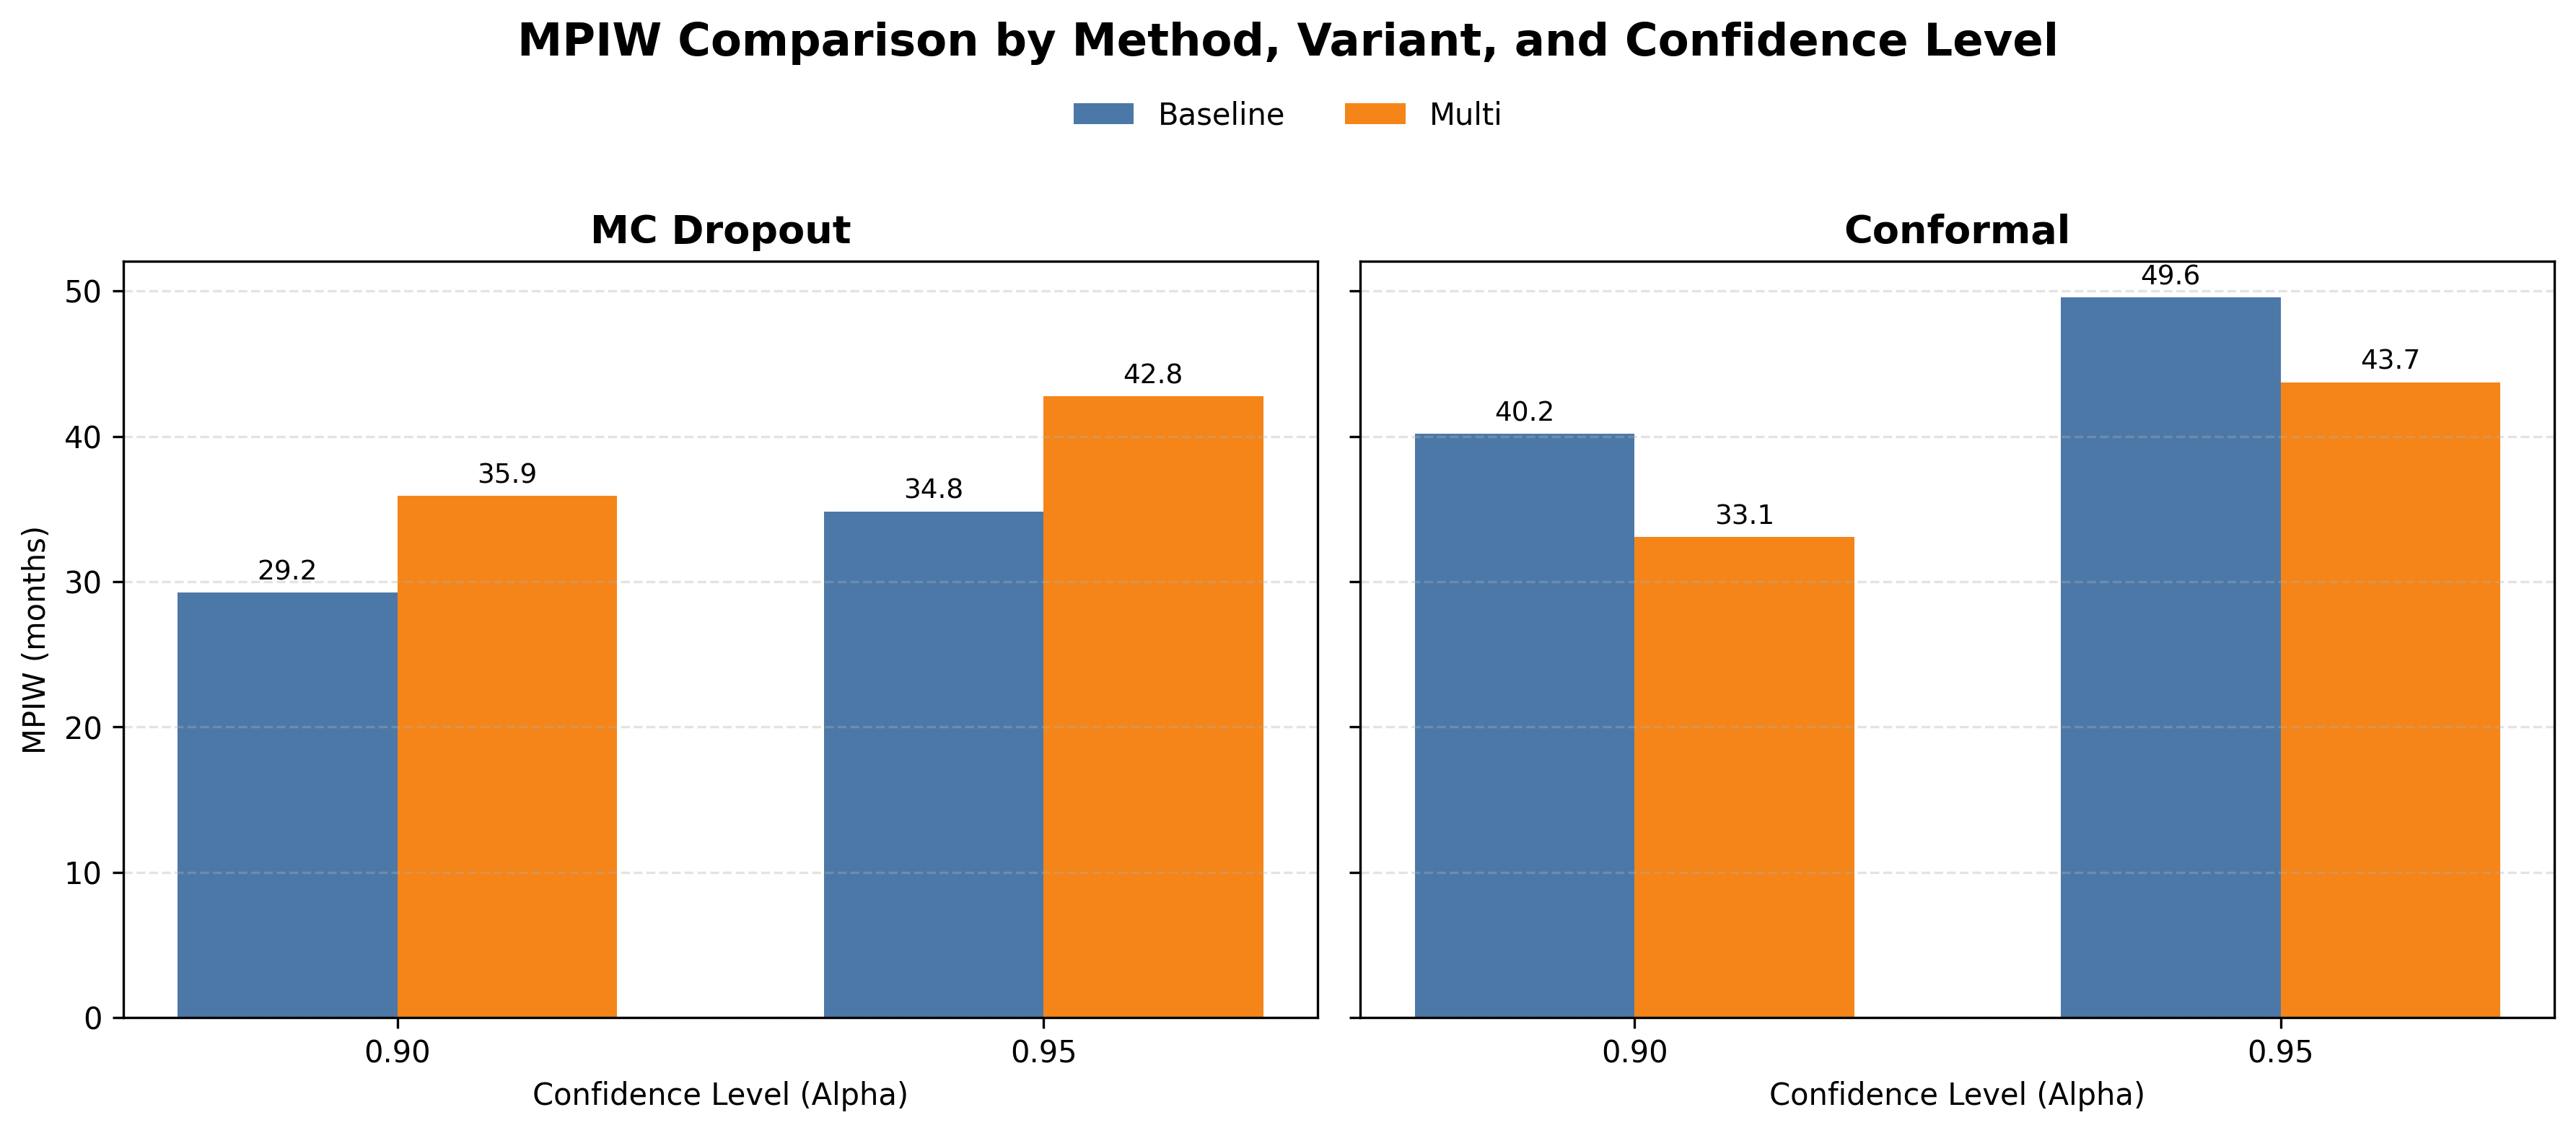 MPIW Comparison by Method, Variant, and Confidence Level
Baseline Multi
MC Dropout
MPIW (months)
50
40
30
20
10
0
29.2
35.9
34.8
42.8
0.90 0.95
Confidence Level (Alpha)
Conformal
40.2
33.1
49.6
43.7
0.90 0.95
Confidence Level (Alpha)